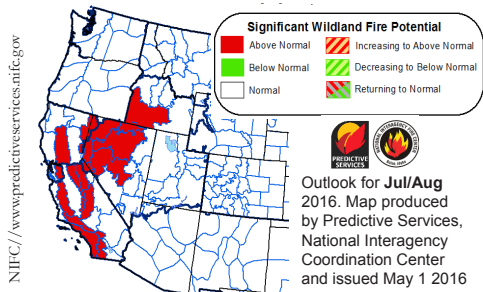 NIFC//www.predictiveservices.nifc.gov
Significant Wildland Fire Potential
Above Normal
Increasing to Above Normal
Below Normal
Decreasing to Below Normal
Normal
Returning to Normal
PREDICTIVE
SERVICES
Outlook for Jul/Aug
2016. Map produced
by Predictive Services,
National Interagency
Coordination Center
and issued May 1 2016